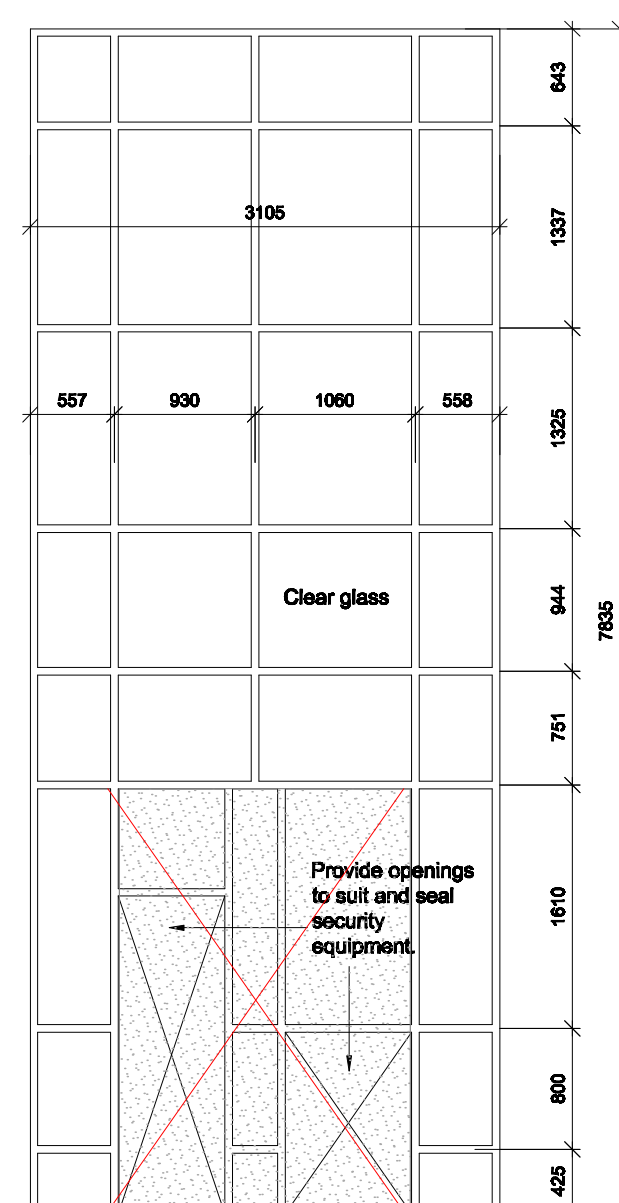 643
1337
3105
557 930 1060 558
1325
Clear glass
944
7835
751
Provide openings
to suit and seal
security
equipment.
1610
800
425